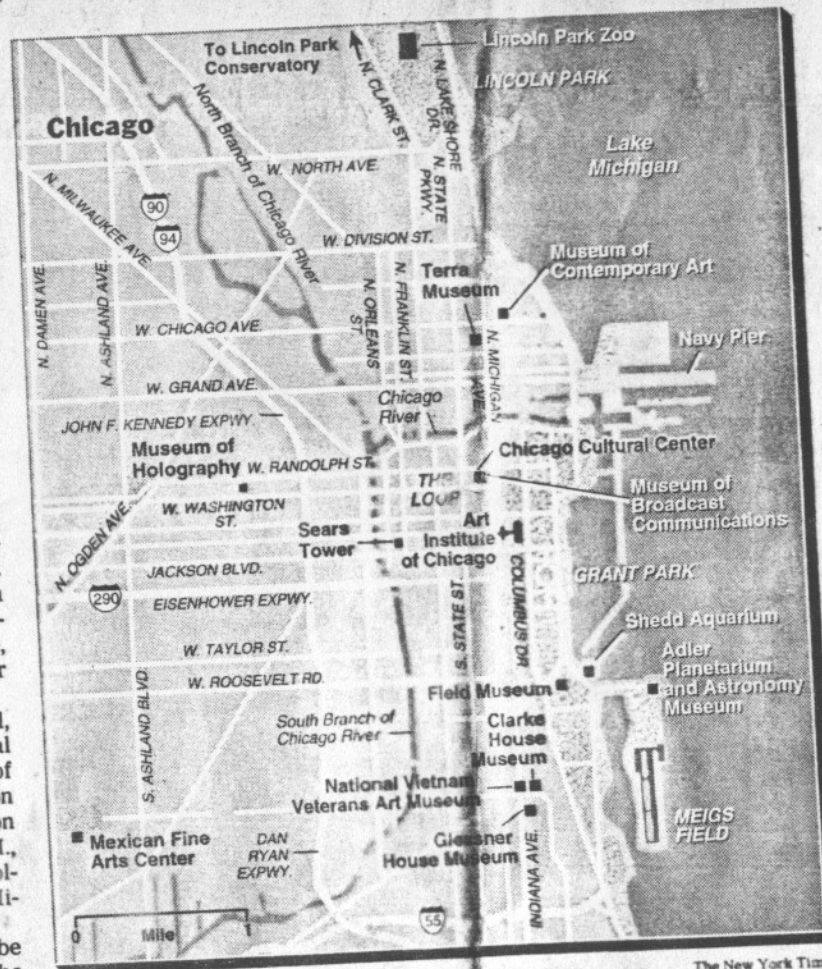 To Lincoln Park
Conservatory
Lincoln Park Zoo
N. CLARK ST.
N. LAKE SHORE
DR.
LINCOLN PARK
Chicago
North Branch of Chicago River
Lake
Michigan
W. NORTH AVE.
N. STATE
PKWY.
N. MILWAUKEE AVE.
90
94
W. DIVISION ST.
Museum of
Contemporary Art
Terra
Museum
N. DAMEN AVE.
N. ASHLAND AVE.
N. ORLEANS
ST.
N. FRANKLIN ST.
W. CHICAGO AVE.
N. MICHIGAN
AVE.
Navy Pier
W. GRAND AVE.
Chicago
River
JOHN F. KENNEDY EXPWY.
Museum of
Holography
W. RANDOLPH ST.
Chicago Cultural Center
THE
LOOP
Museum of
Broadcast
Communications
W. WASHINGTON
ST.
N. OGDEN AVE.
Sears
Tower
Art
Institute
of Chicago
JACKSON BLVD.
COLUMBUS DR.
GRANT PARK
290
EISENHOWER EXPWY.
S. STATE ST.
Shedd Aquarium
W. TAYLOR ST.
W. ROOSEVELT RD.
Field Museum
Adler
Planetarium
and Astronomy
Museum
S. ASHLAND BLVD.
South Branch of
Chicago River
Clarke
House
Museum
National Vietnam
Veterans Art Museum
MEIGS
FIELD
Mexican Fine
Arts Center
DAN
RYAN
EXPWY.
Glessner
House Museum
INDIANA AVE.
55
0
Mile
1
be
The New York Tim